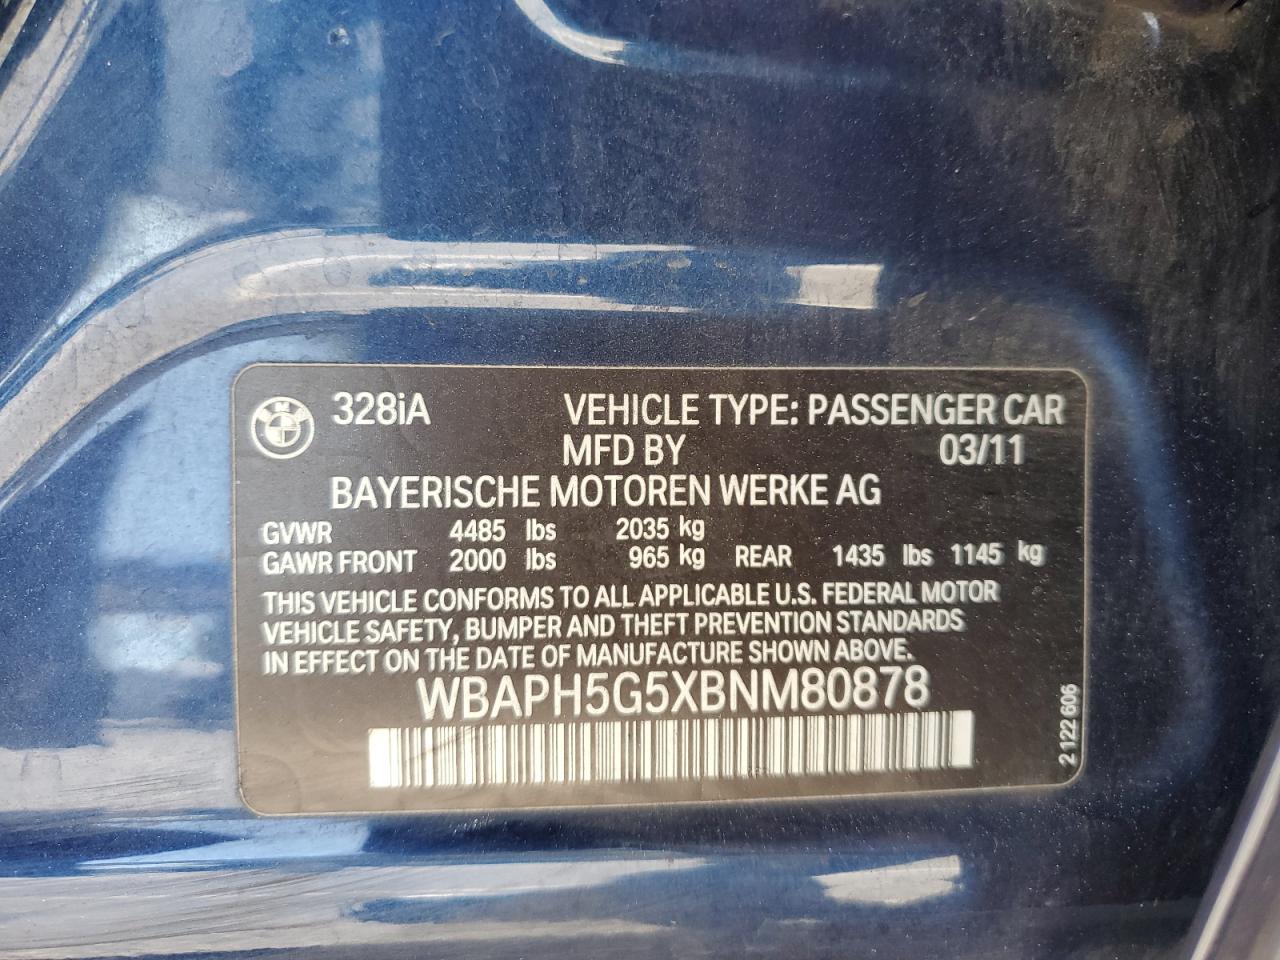 328iA VEHICLE TYPE: PASSENGER CAR
MFD BY 03/11
BAYERISCHE MOTOREN WERKE AG
GVWR 4485 lbs 2035 kg
GAWR FRONT 2000 lbs 965 kg REAR 1435 lbs 1145 kg
THIS VEHICLE CONFORMS TO ALL APPLICABLE U.S. FEDERAL MOTOR
VEHICLE SAFETY, BUMPER AND THEFT PREVENTION STANDARDS
IN EFFECT ON THE DATE OF MANUFACTURE SHOWN ABOVE.
WBAPH5G5XBNM80878
2 122 606